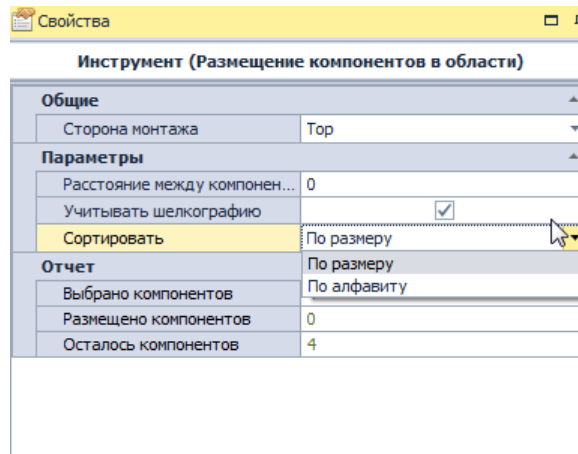 Свойства
Инструмент (Размещение компонентов в области)
Общие
Сторона монтажа Top
Параметры
Расстояние между компонен... 0
Учитывать шелкографию
Сортировать По размеру
По размеру
По алфавиту
Отчет
Выбрано компонентов
Размещено компонентов 0
Осталось компонентов 4